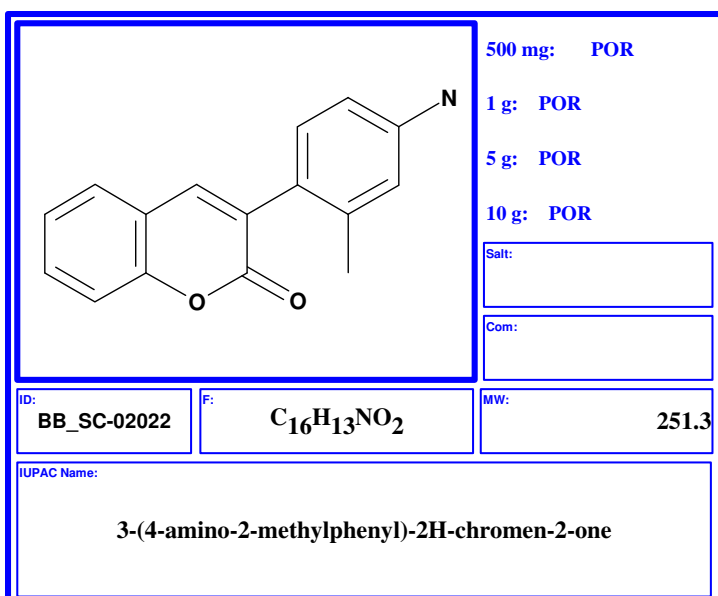 500 mg: POR
N
1 g: POR
5 g: POR
10 g: POR
Salt:
O
O
Com:
ID:
BB_SC-02022
F:
C16H13NO2
MW:
251.3
IUPAC Name:
3-(4-amino-2-methylphenyl)-2H-chromen-2-one